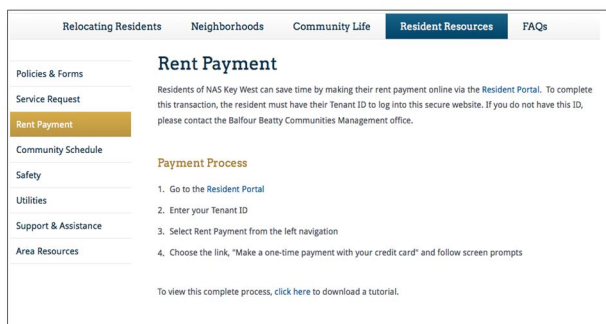 Relocating Residents Neighborhoods Community Life Resident Resources FAQs
Policies & Forms
Service Request
Rent Payment
Community Schedule
Safety
Utilities
Support & Assistance
Area Resources
Rent Payment
Residents of NAS Key West can save time by making their rent payment online via the Resident Portal. To complete
this transaction, the resident must have their Tenant ID to log into this secure website. If you do not have this ID,
please contact the Balfour Beatty Communities Management office.
Payment Process
1. Go to the Resident Portal
2. Enter your Tenant ID
3. Select Rent Payment from the left navigation
4. Choose the link, "Make a one-time payment with your credit card" and follow screen prompts
To view this complete process, click here to download a tutorial.